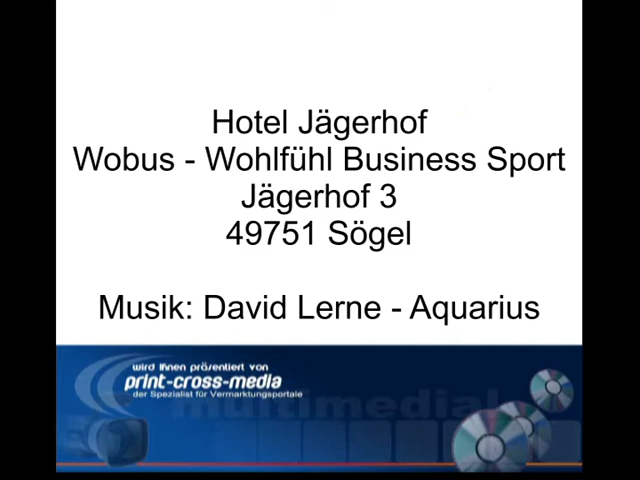 Hotel Jägerhof
Wobus - Wohlfühl Business Sport
Jägerhof 3
49751 Sögel
Musik: David Lerne - Aquarius
wird Ihnen präsentiert von
print-cross-media
der Spezialist für Vermarktungsportale
multimedial